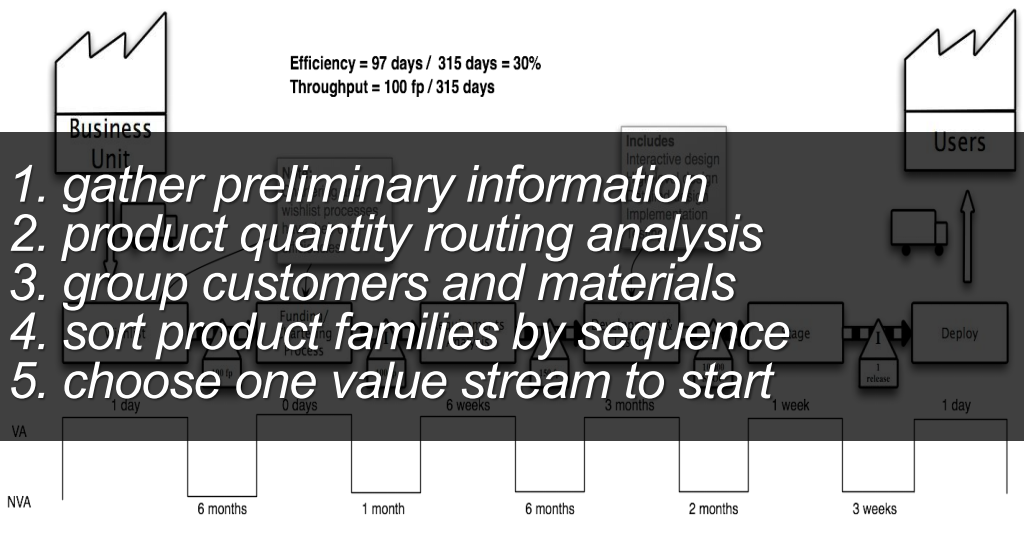 Efficiency = 97 days / 315 days = 30%
Throughput = 100 fp / 315 days
Business
Unit
Users
Includes
Interactive design
Implementation
wishlist processes
1. gather preliminary information
2. product quantity routing analysis
3. group customers and materials
4. sort product families by sequence
5. choose one value stream to start
Funding/
Process
Deploy
I
1
release
1 day
0 days
6 weeks
3 months
1 week
1 day
VA
NVA
6 months
1 month
6 months
2 months
3 weeks